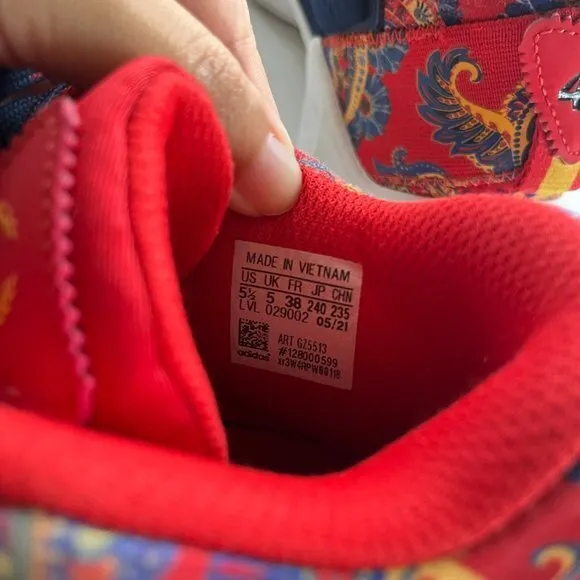 MADE IN VIETNAM
US UK FR JP CHN
5½ 5 38 240 235
LVL 029002 05/21
ART GZ5513
#128000599
adidas
4